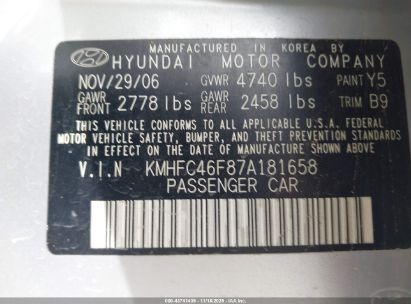 MANUFACTURED IN KOREA BY
HYUNDAI MOTOR COMPANY
NOV/29/06 GVWR 4740 lbs PAINT Y5
GAWR FRONT 2778 lbs GAWR REAR 2458 lbs TRIM B9
THIS VEHICLE CONFORMS TO ALL APPLICABLE U.S.A. FEDERAL
MOTOR VEHICLE SAFETY, BUMPER, AND THEFT PREVENTION STANDARDS
IN EFFECT ON THE DATE OF MANUFACTURE SHOWN ABOVE.
V.I.N KMHFC46F87A181658
PASSENGER CAR